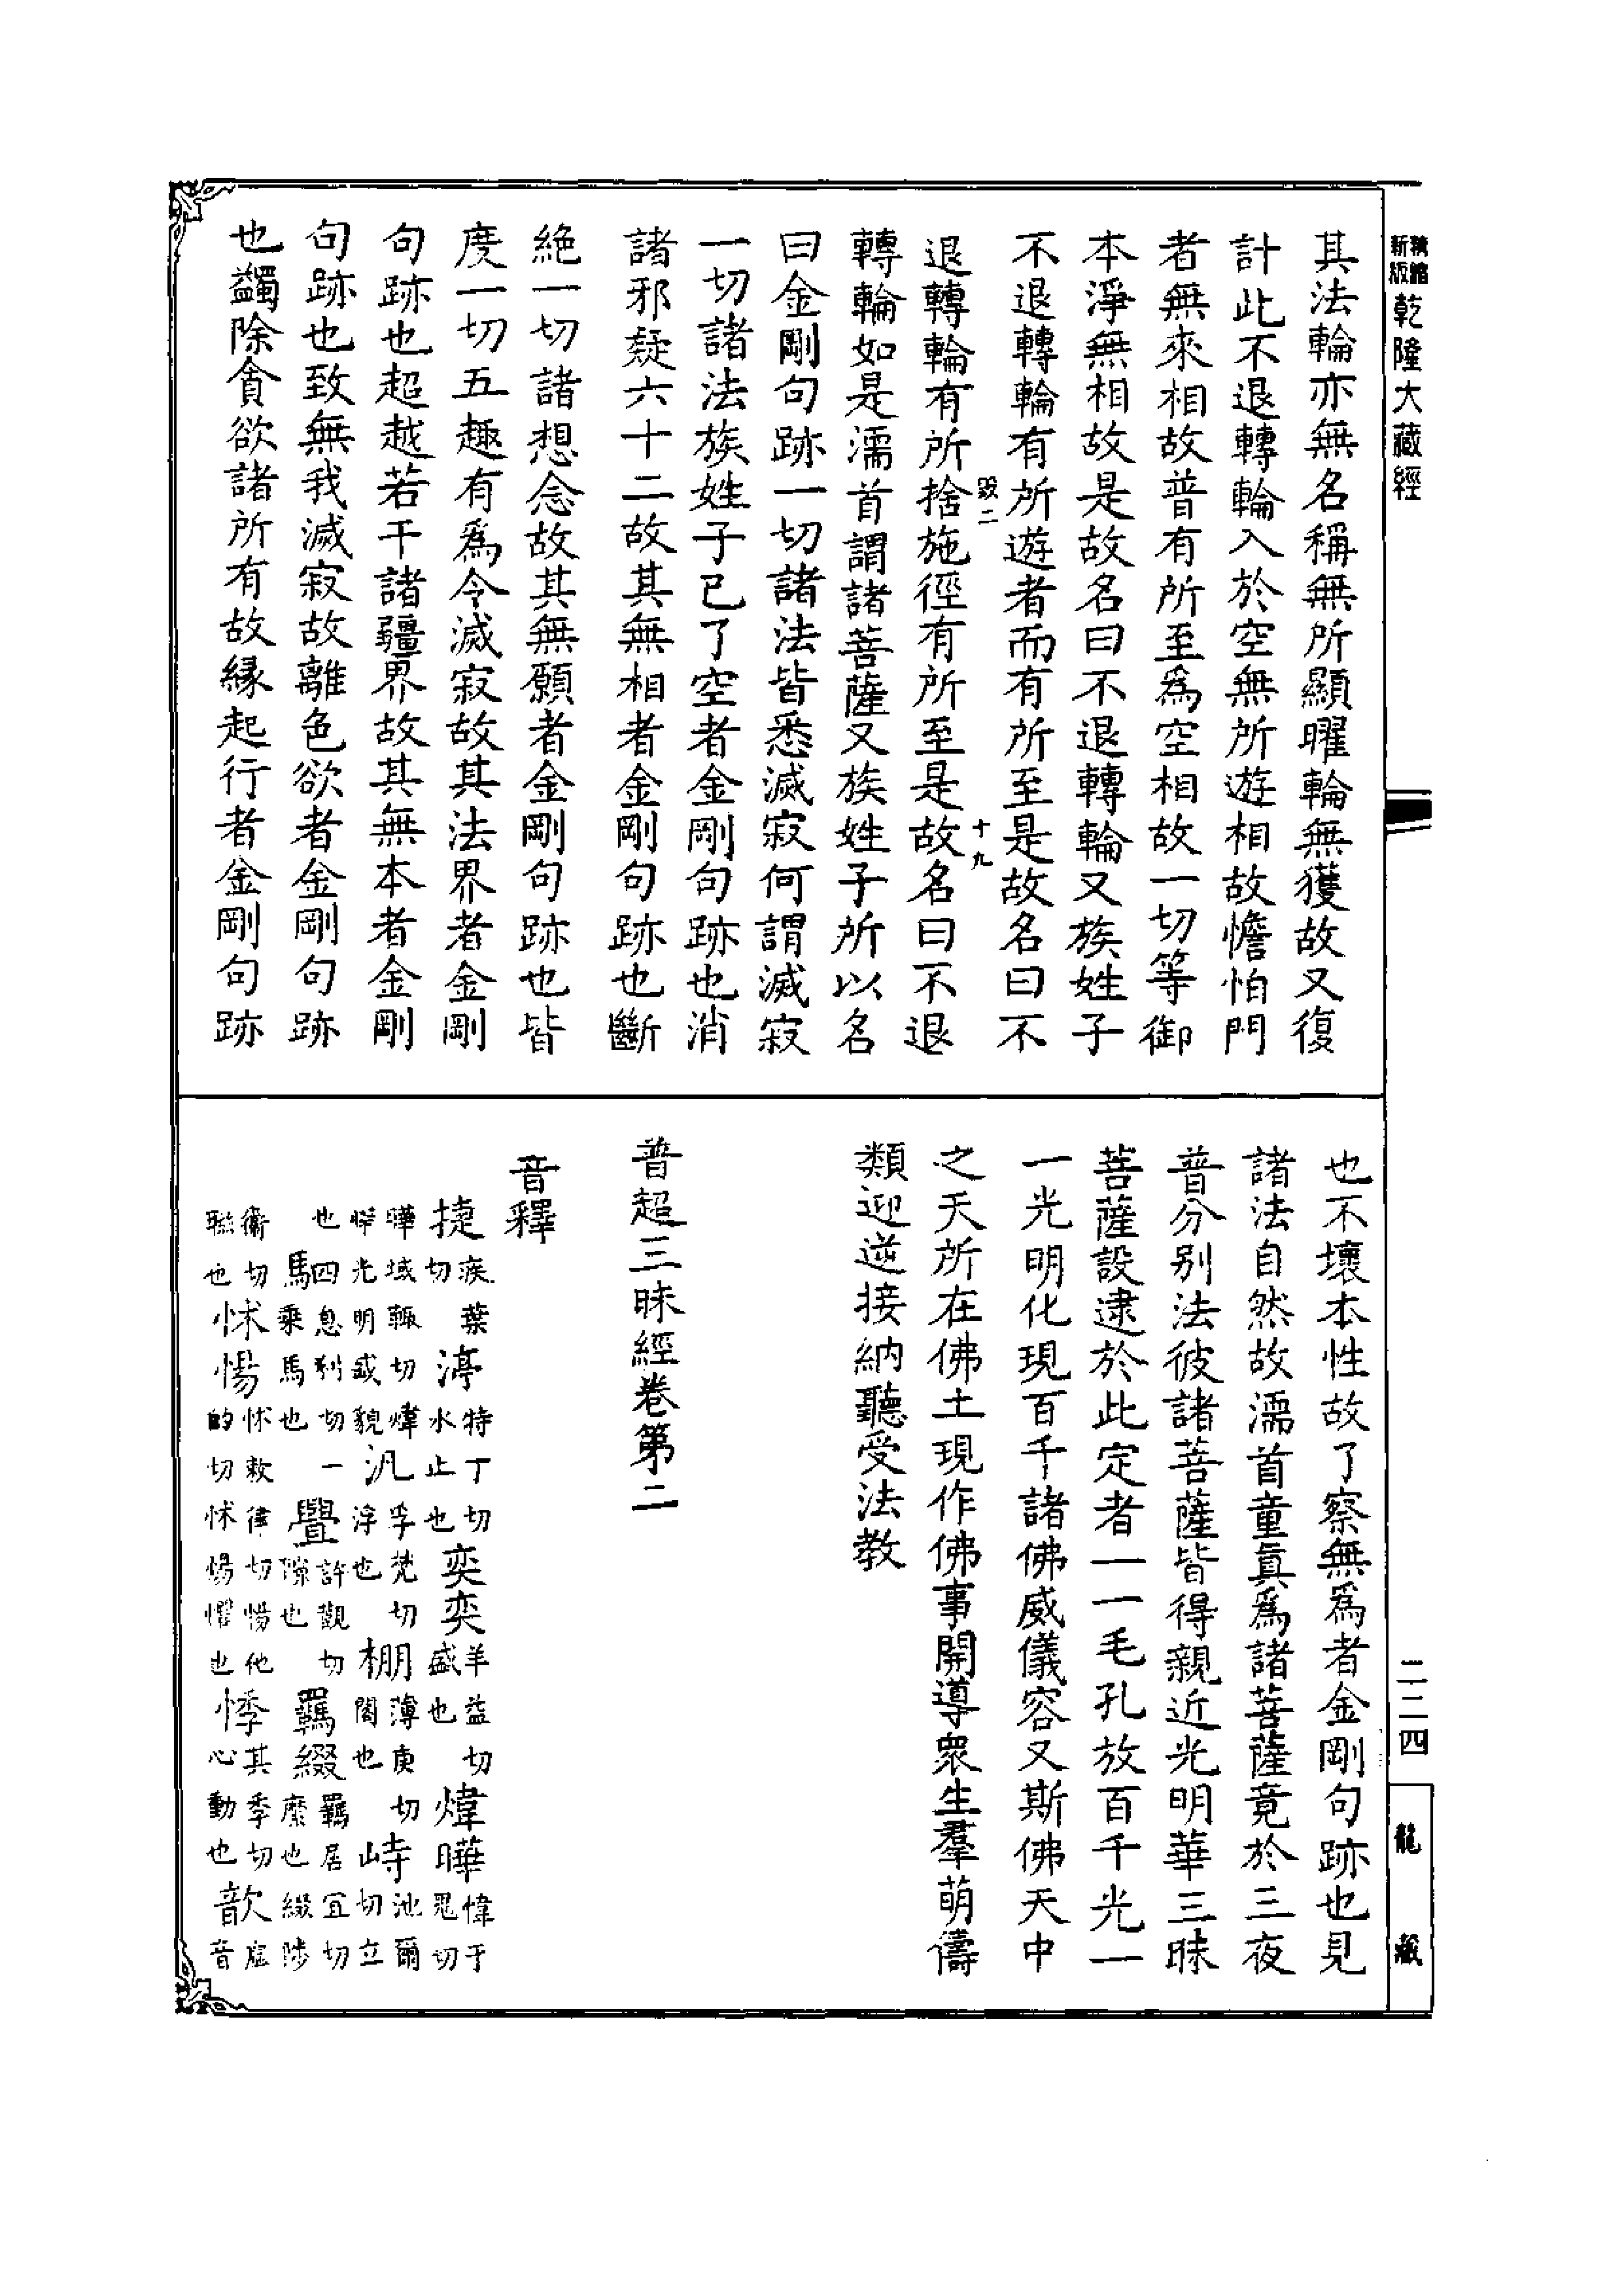 精縮
新版
乾隆大藏經
其法輪亦無名稱無所顯曜輪無獲故又復
計此不退轉輪入於空無所遊相故憺怕門
者無來相故普有所至爲空相故一切等御
本淨無相故是故名曰不退轉輪又族姓子
不退轉輪有所遊者而有所至是故名曰不
毀二
十九
退轉輪有所捨施徑有所至是故名曰不退
轉輪如是濡首謂諸菩薩又族姓子所以名
曰金剛句跡一切諸法皆悉滅寂何謂滅寂
一切諸法族姓子已了空者金剛句跡也消
諸邪疑六十二故其無相者金剛句跡也斷
絶一切諸想念故其無願者金剛句跡也皆
度一切五趣有爲令滅寂故其法界者金剛
句跡也超越若干諸疆界故其無本者金剛
句跡也致無我滅寂故離色欲者金剛句跡
也蠲除貪欲諸所有故緣起行者金剛句跡
也不壞本性故了察無爲者金剛句跡也見
諸法自然故濡首童眞爲諸菩薩竟於三夜
普分別法彼諸菩薩皆得親近光明華三昧
菩薩設逮於此定者一一毛孔放百千光一
一光明化現百千諸佛威儀容又斯佛天中
之天所在佛土現作佛事開導衆生羣萌儔
類迎逆接納聽受法教
普超三昧經卷第二
音釋
捷疾葉切渟特丁切水止也奕奕羊益切盛也煒曄煒于鬼切
曄域輒切煒曄光明盛貌汎孚梵切浮也棚薄庚切閣也峙池爾切立
也駟息利切一乘馬也舋許觀切隙也羈綴羈居宜切縻也綴陟
衞切聯也怵惕怵敕律切惕他的切怵惕懼也悸其季切心動也歆虛音
二二四
龍藏